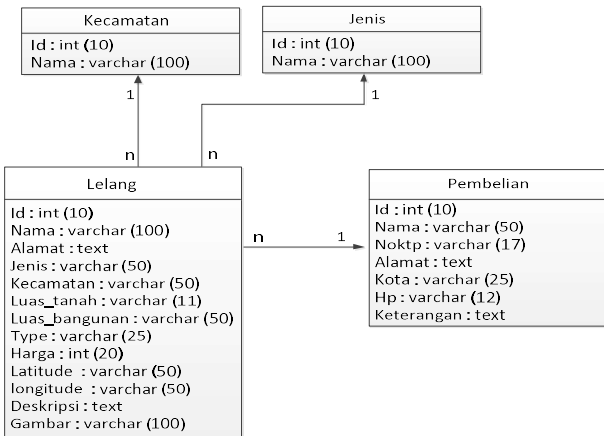 Kecamatan
Id : int (10)
Nama : varchar (100)
Jenis
Id : int (10)
Nama : varchar (100)
1
1
n
n
Lelang
Id : int (10)
Nama : varchar (100)
Alamat : text
Jenis : varchar (50)
Kecamatan : varchar (50)
Luas_tanah : varchar (11)
Luas_bangunan : varchar (50)
Type : varchar (25)
Harga : int (20)
Latitude : varchar (50)
longitude : varchar (50)
Deskripsi : text
Gambar : varchar (100)
n
1
Pembelian
Id : int (10)
Nama : varchar (50)
Noktp : varchar (17)
Alamat : text
Kota : varchar (25)
Hp : varchar (12)
Keterangan : text